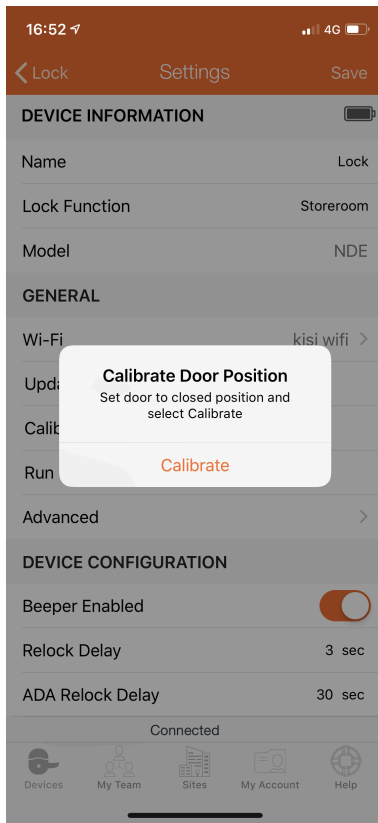 16:52
4G
Lock
Settings
Save
DEVICE INFORMATION
Name
Lock
Lock Function
Storeroom
Model
NDE
GENERAL
Wi-Fi
kisi wifi
Calibrate Door Position
Set door to closed position and
select Calibrate
Calibrate
Run
Advanced
DEVICE CONFIGURATION
Beeper Enabled
Relock Delay
3 sec
ADA Relock Delay
30 sec
Connected
Devices
My Team
Sites
My Account
Help